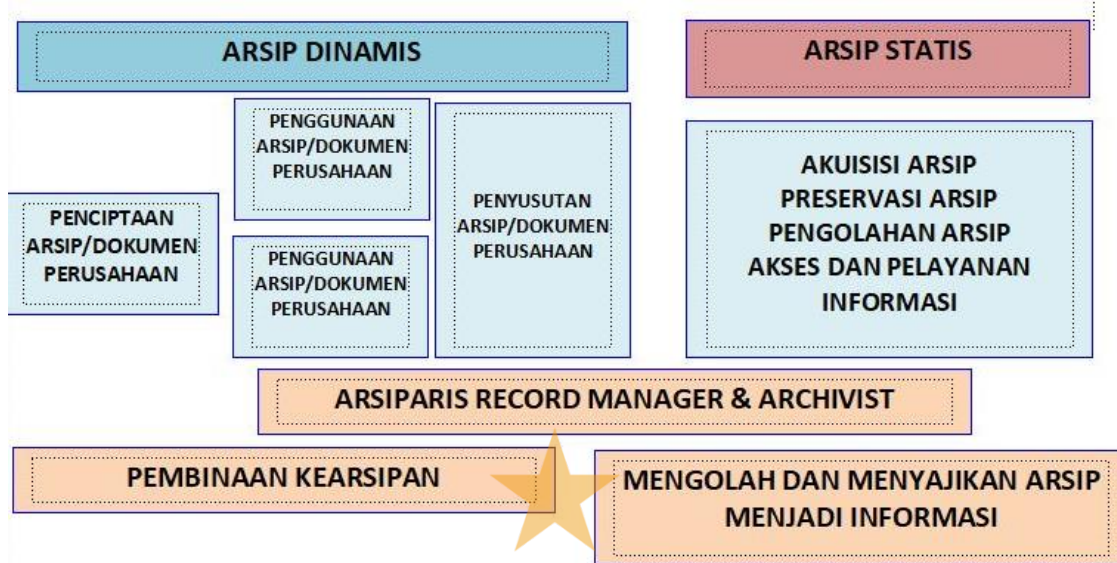 ARSIP DINAMIS
ARSIP STATIS
PENCIPTAAN
ARSIP/DOKUMEN
PERUSAHAAN
PENGGUNAAN
ARSIP/DOKUMEN
PERUSAHAAN
PENGGUNAAN
ARSIP/DOKUMEN
PERUSAHAAN
PENYUSUTAN
ARSIP/DOKUMEN
PERUSAHAAN
AKUISISI ARSIP
PRESERVASI ARSIP
PENGOLAHAN ARSIP
AKSES DAN PELAYANAN
INFORMASI
ARSIPARIS RECORD MANAGER & ARCHIVIST
PEMBINAAN KEARSIPAN
MENGOLAH DAN MENYAJIKAN ARSIP
MENJADI INFORMASI